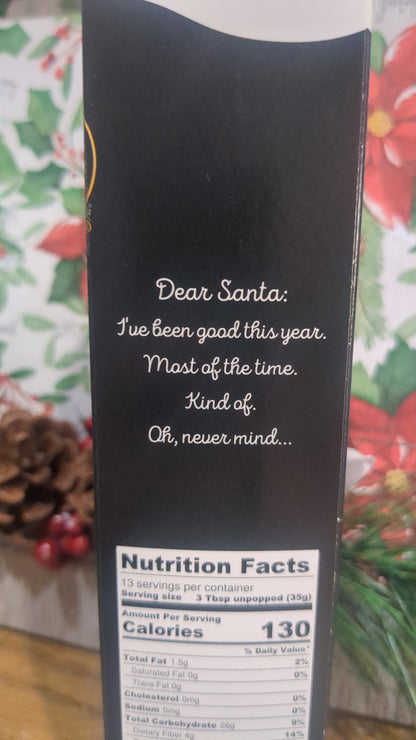 Dear Santa:
I've been good this year.
Most of the time.
Kind of.
Oh, never mind...
Nutrition Facts
13 servings per container
Serving size 3 Tbsp unpopped (35g)
Amount Per Serving
Calories 130
% Daily Value*
Total Fat 1.5g 2%
Saturated Fat 0g 0%
Trans Fat 0g
Cholesterol 0mg 0%
Sodium 0mg 0%
Total Carbohydrate 26g 9%
Dietary Fiber 4g 14%